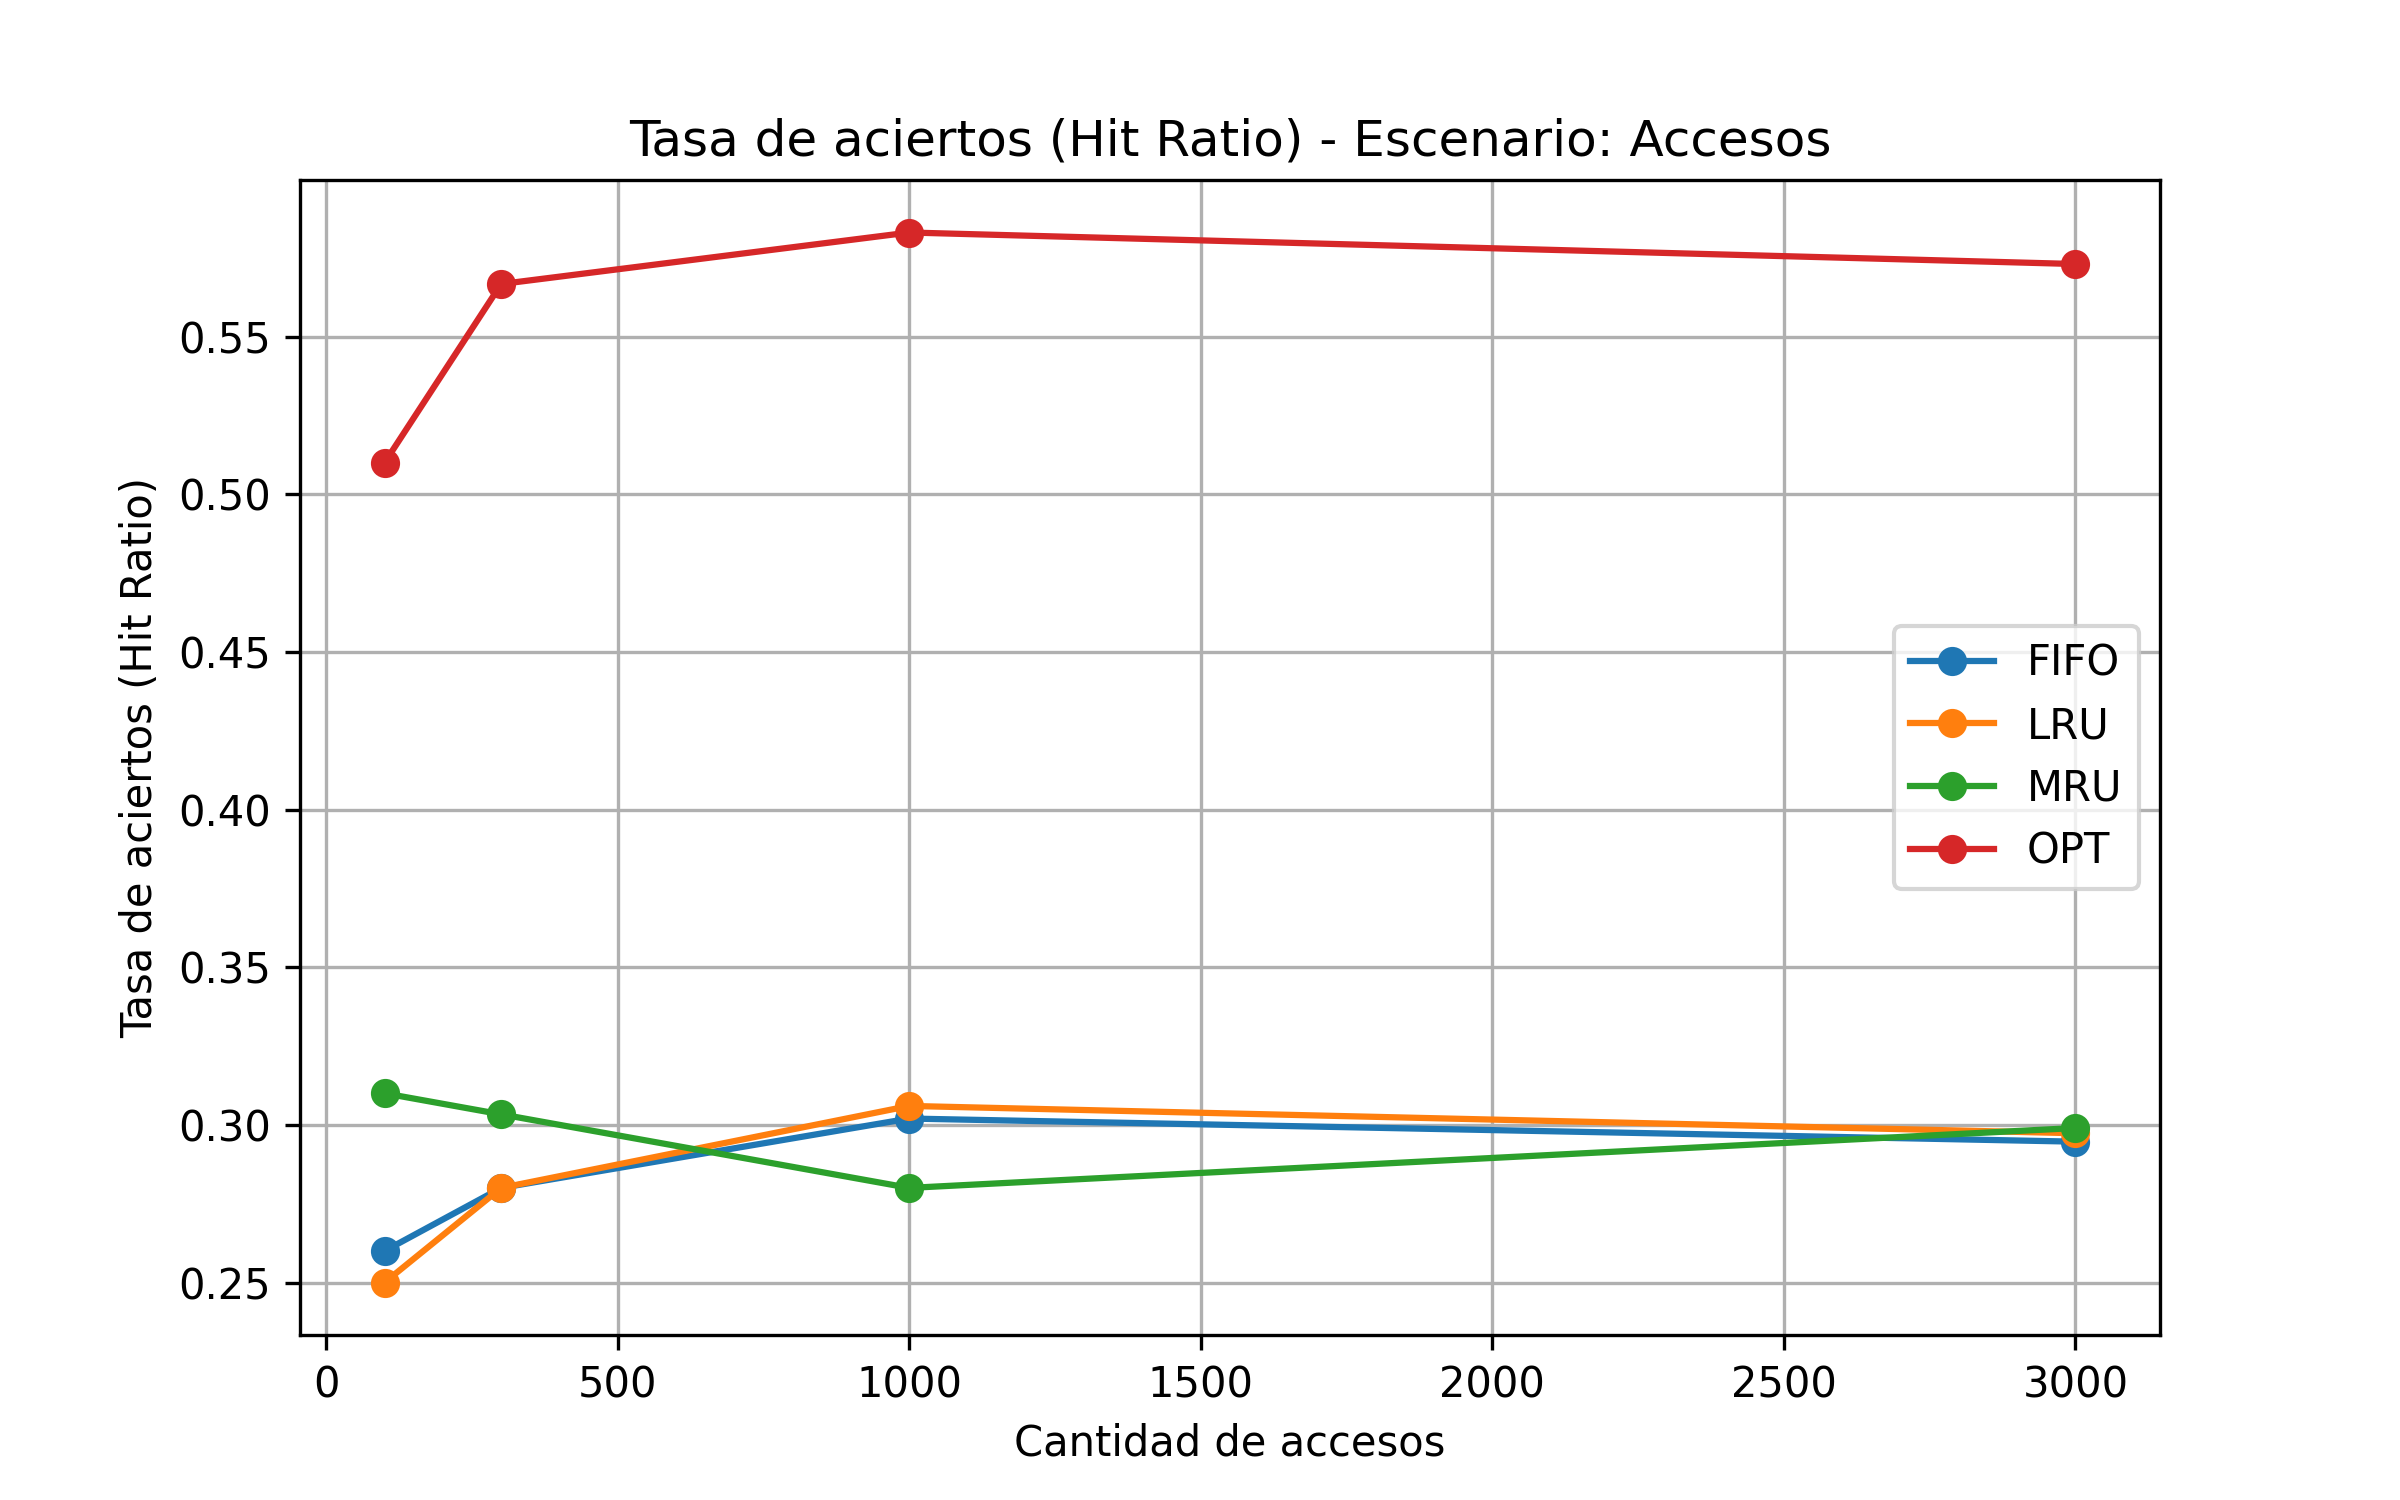 Tasa de aciertos (Hit Ratio) - Escenario: Accesos
Tasa de aciertos (Hit Ratio)
0.55
0.50
0.45
0.40
0.35
0.30
0.25
FIFO
LRU
MRU
OPT
0 500 1000 1500 2000 2500 3000
Cantidad de accesos